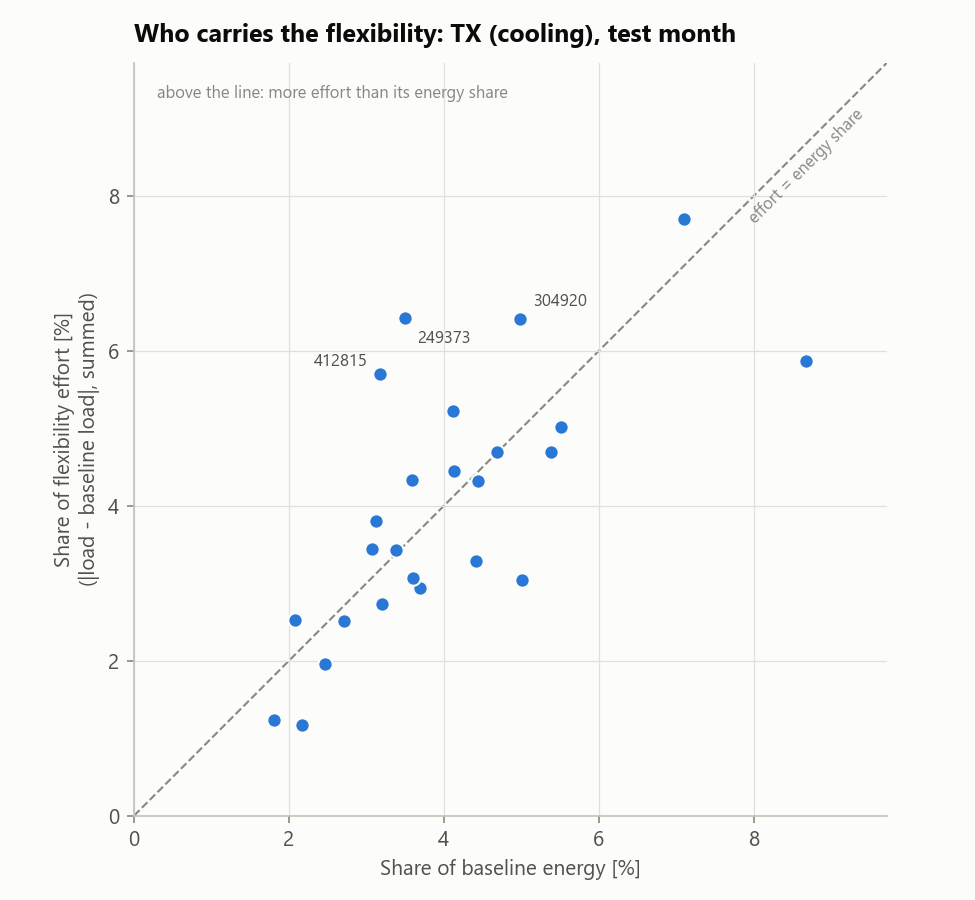 Who carries the flexibility: TX (cooling), test month
above the line: more effort than its energy share
effort = energy share
304920
249373
412815
Share of flexibility effort [%]
(|load - baseline load|, summed)
8
6
4
2
0
0 2 4 6 8
Share of baseline energy [%]